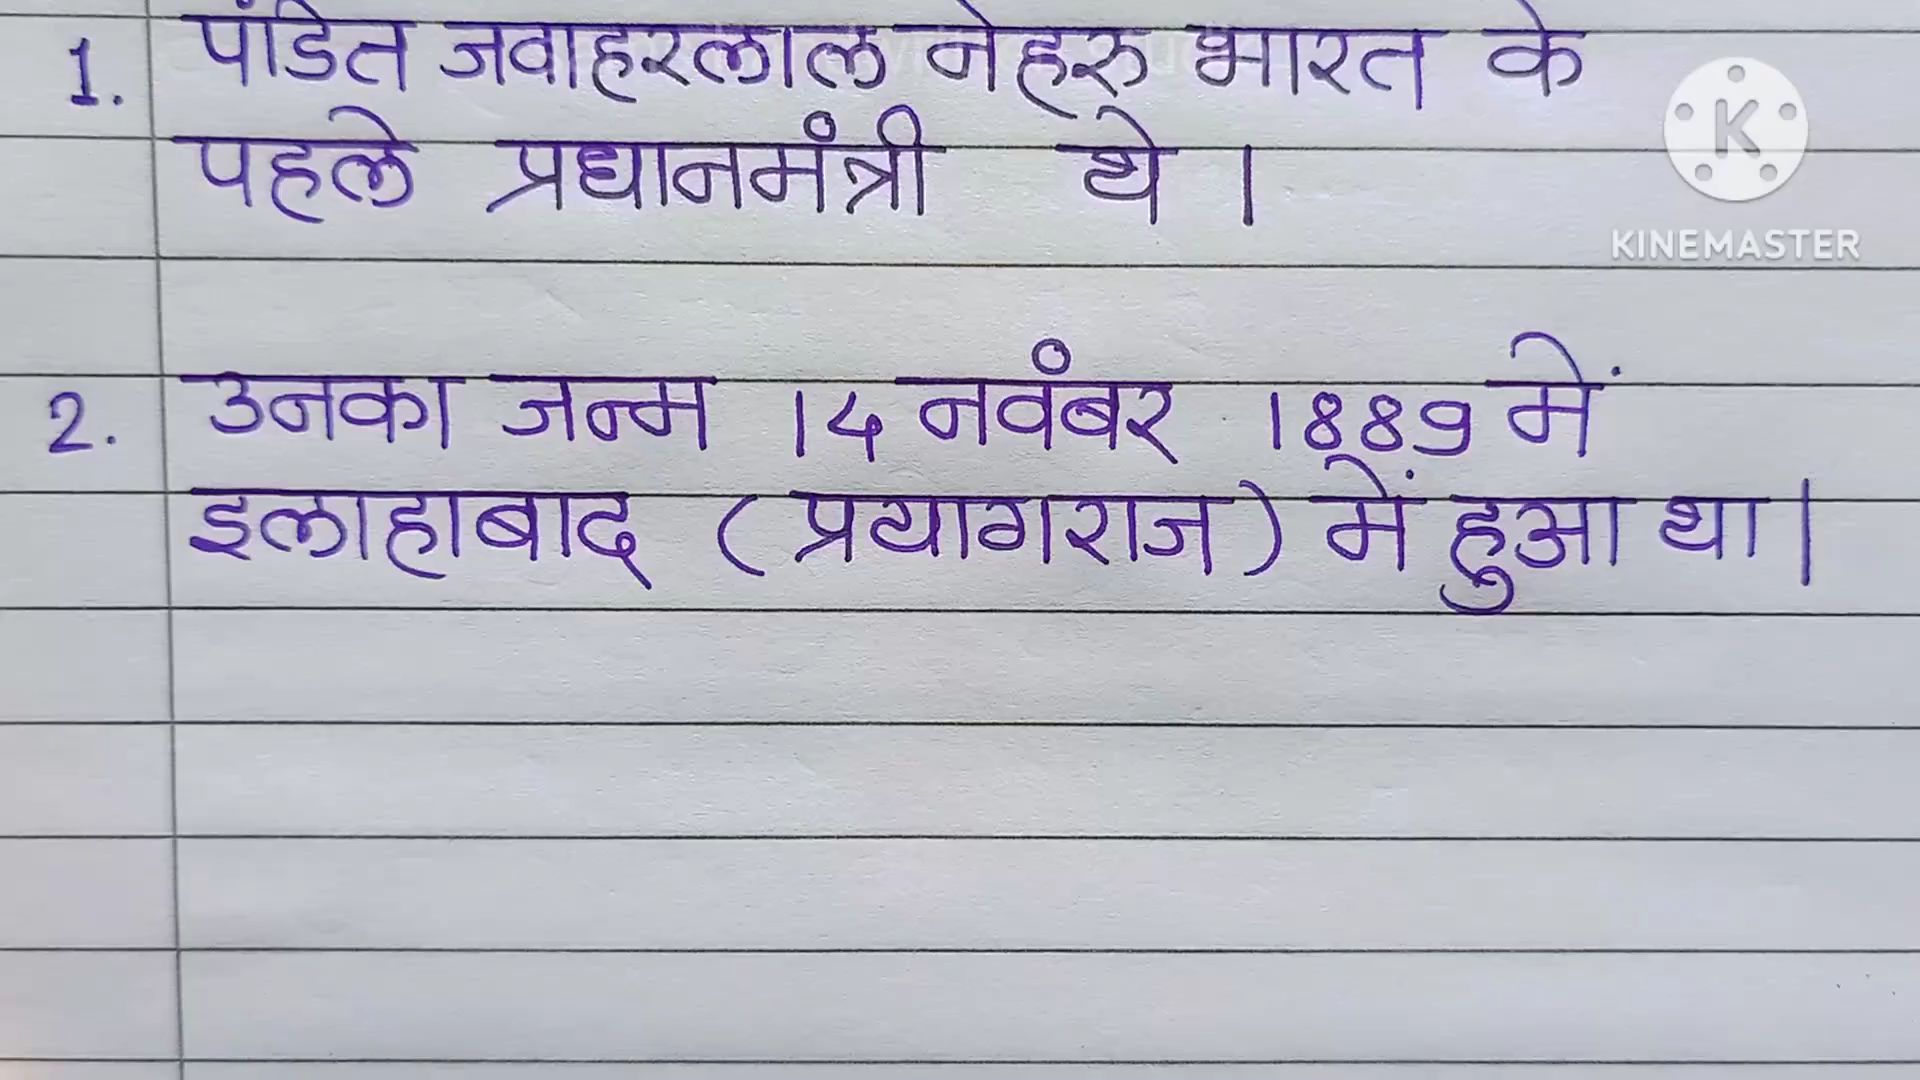 1. पंडित जवाहरलाल नेहरु भारत के
पहले प्रधानमंत्री थे।
2. उनका जन्म 14 नवंबर 1889 में
इलाहाबाद (प्रयागराज) में हुआ था।
K
KINEMASTER